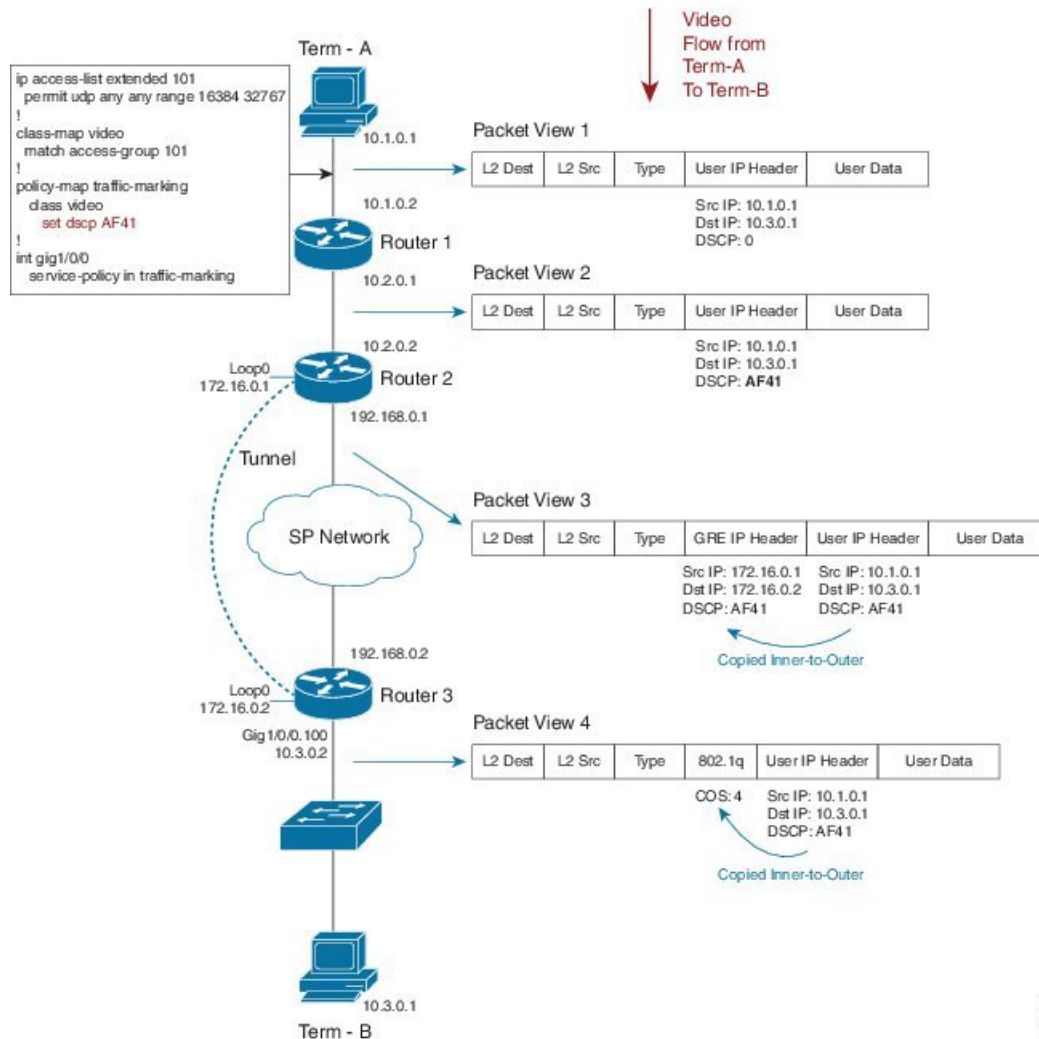 Video
Flow from
Term-A
To Term-B
Term - A
ip access-list extended 101
permit udp any any range 16384 32767
!
class-map video
match access-group 101
!
policy-map traffic-marking
class video
set dscp AF41
!
int gig1/0/0
service-policy in traffic-marking
10.1.0.1
10.1.0.2
Router 1
10.2.0.1
Packet View 1
L2 Dest L2 Src Type User IP Header User Data
Src IP: 10.1.0.1
Dst IP: 10.3.0.1
DSCP: 0
Packet View 2
L2 Dest L2 Src Type User IP Header User Data
Src IP: 10.1.0.1
Dst IP: 10.3.0.1
DSCP: AF41
10.2.0.2
Loop0
172.16.0.1
Router 2
192.168.0.1
Tunnel
SP Network
Packet View 3
L2 Dest L2 Src Type GRE IP Header User IP Header User Data
Src IP: 172.16.0.1 Src IP: 10.1.0.1
Dst IP: 172.16.0.2 Dst IP: 10.3.0.1
DSCP: AF41 DSCP: AF41
Copied Inner-to-Outer
192.168.0.2
Loop0
172.16.0.2
Router 3
Gig1/0/0.100
10.3.0.2
Packet View 4
L2 Dest L2 Src Type 802.1q User IP Header User Data
COS: 4 Src IP: 10.1.0.1
Dst IP: 10.3.0.1
DSCP: AF41
Copied Inner-to-Outer
10.3.0.1
Term - B